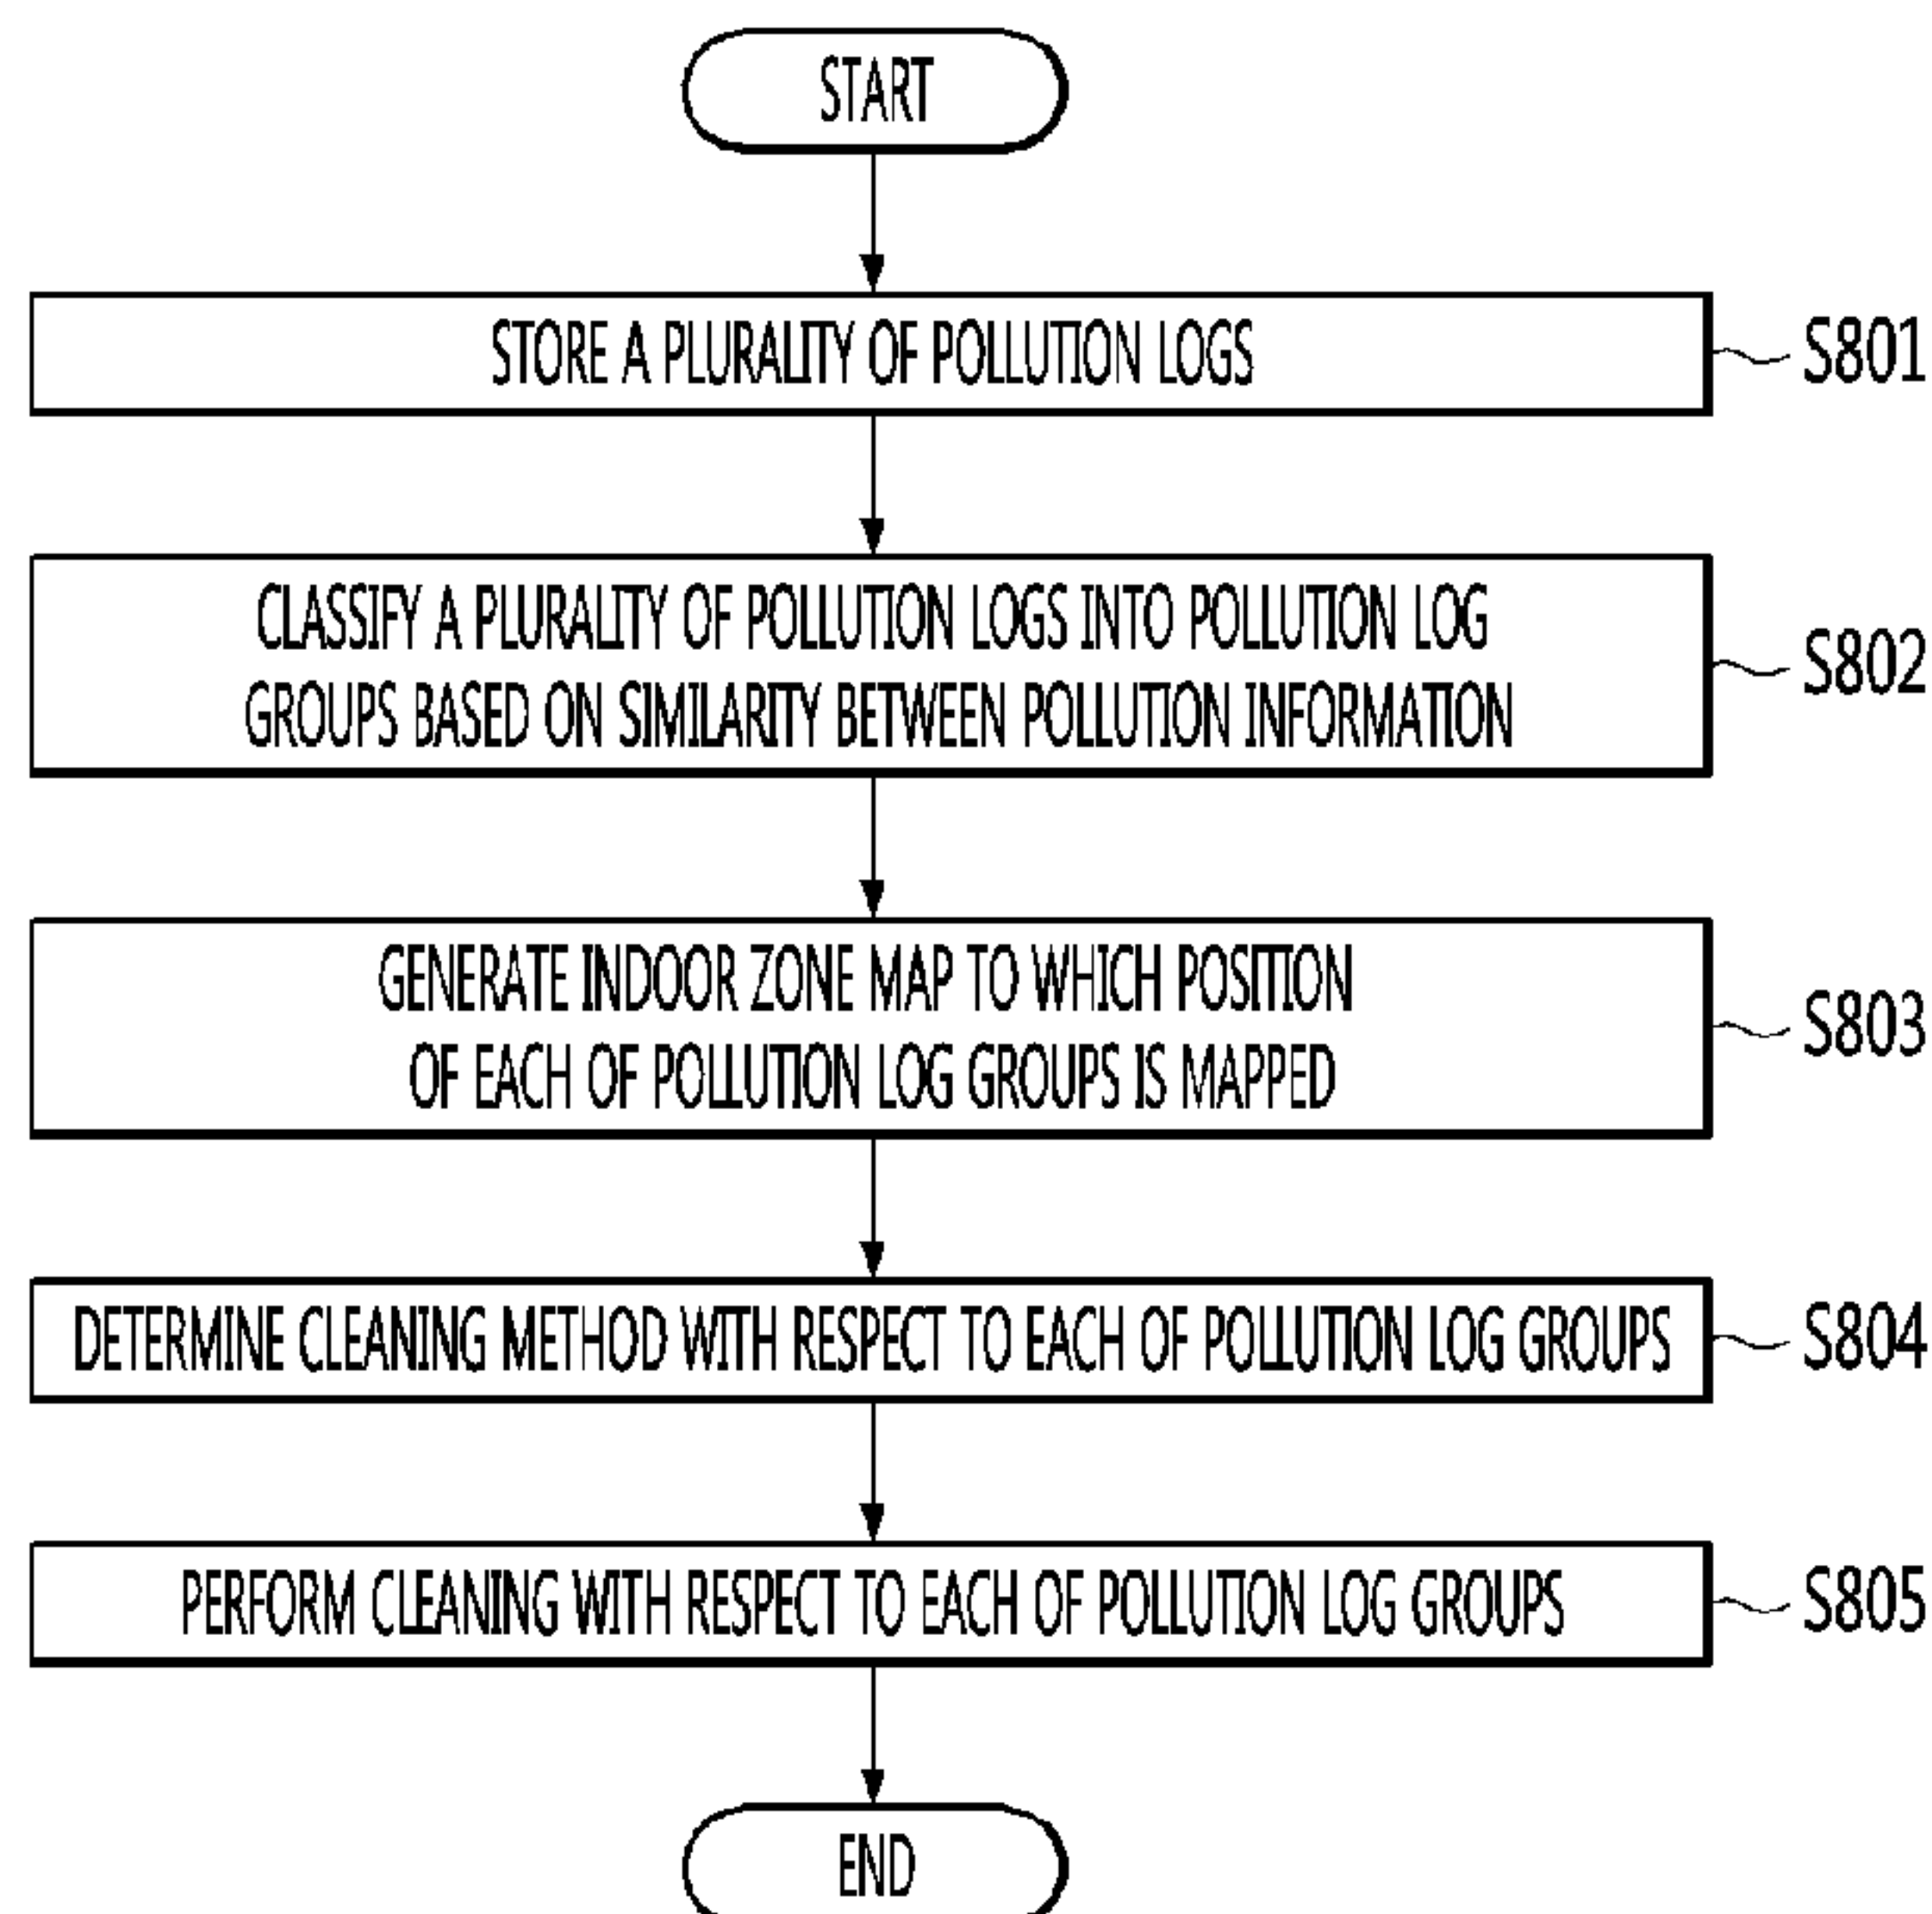 START
STORE A PLURALITY OF POLLUTION LOGS
S801
CLASSIFY A PLURALITY OF POLLUTION LOGS INTO POLLUTION LOG
GROUPS BASED ON SIMILARITY BETWEEN POLLUTION INFORMATION
S802
GENERATE INDOOR ZONE MAP TO WHICH POSITION
OF EACH OF POLLUTION LOG GROUPS IS MAPPED
S803
DETERMINE CLEANING METHOD WITH RESPECT TO EACH OF POLLUTION LOG GROUPS
S804
PERFORM CLEANING WITH RESPECT TO EACH OF POLLUTION LOG GROUPS
S805
END